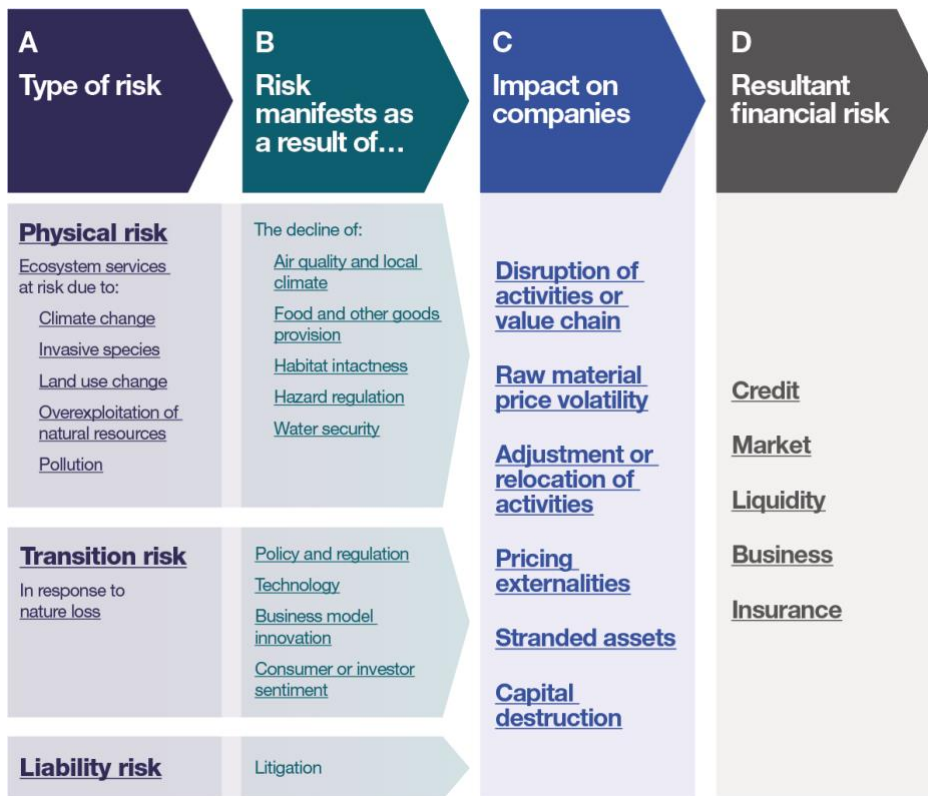 A
Type of risk
B
Risk
manifests as
a result of...
C
Impact on
companies
D
Resultant
financial risk
Physical risk
Ecosystem services
at risk due to:
Climate change
Invasive species
Land use change
Overexploitation of
natural resources
Pollution
The decline of:
Air quality and local
climate
Food and other goods
provision
Habitat intactness
Hazard regulation
Water security
Transition risk
In response to
nature loss
Policy and regulation
Technology
Business model
innovation
Consumer or investor
sentiment
Liability risk
Litigation
Disruption of
activities or
value chain
Raw material
price volatility
Adjustment or
relocation of
activities
Pricing
externalities
Stranded assets
Capital
destruction
Credit
Market
Liquidity
Business
Insurance